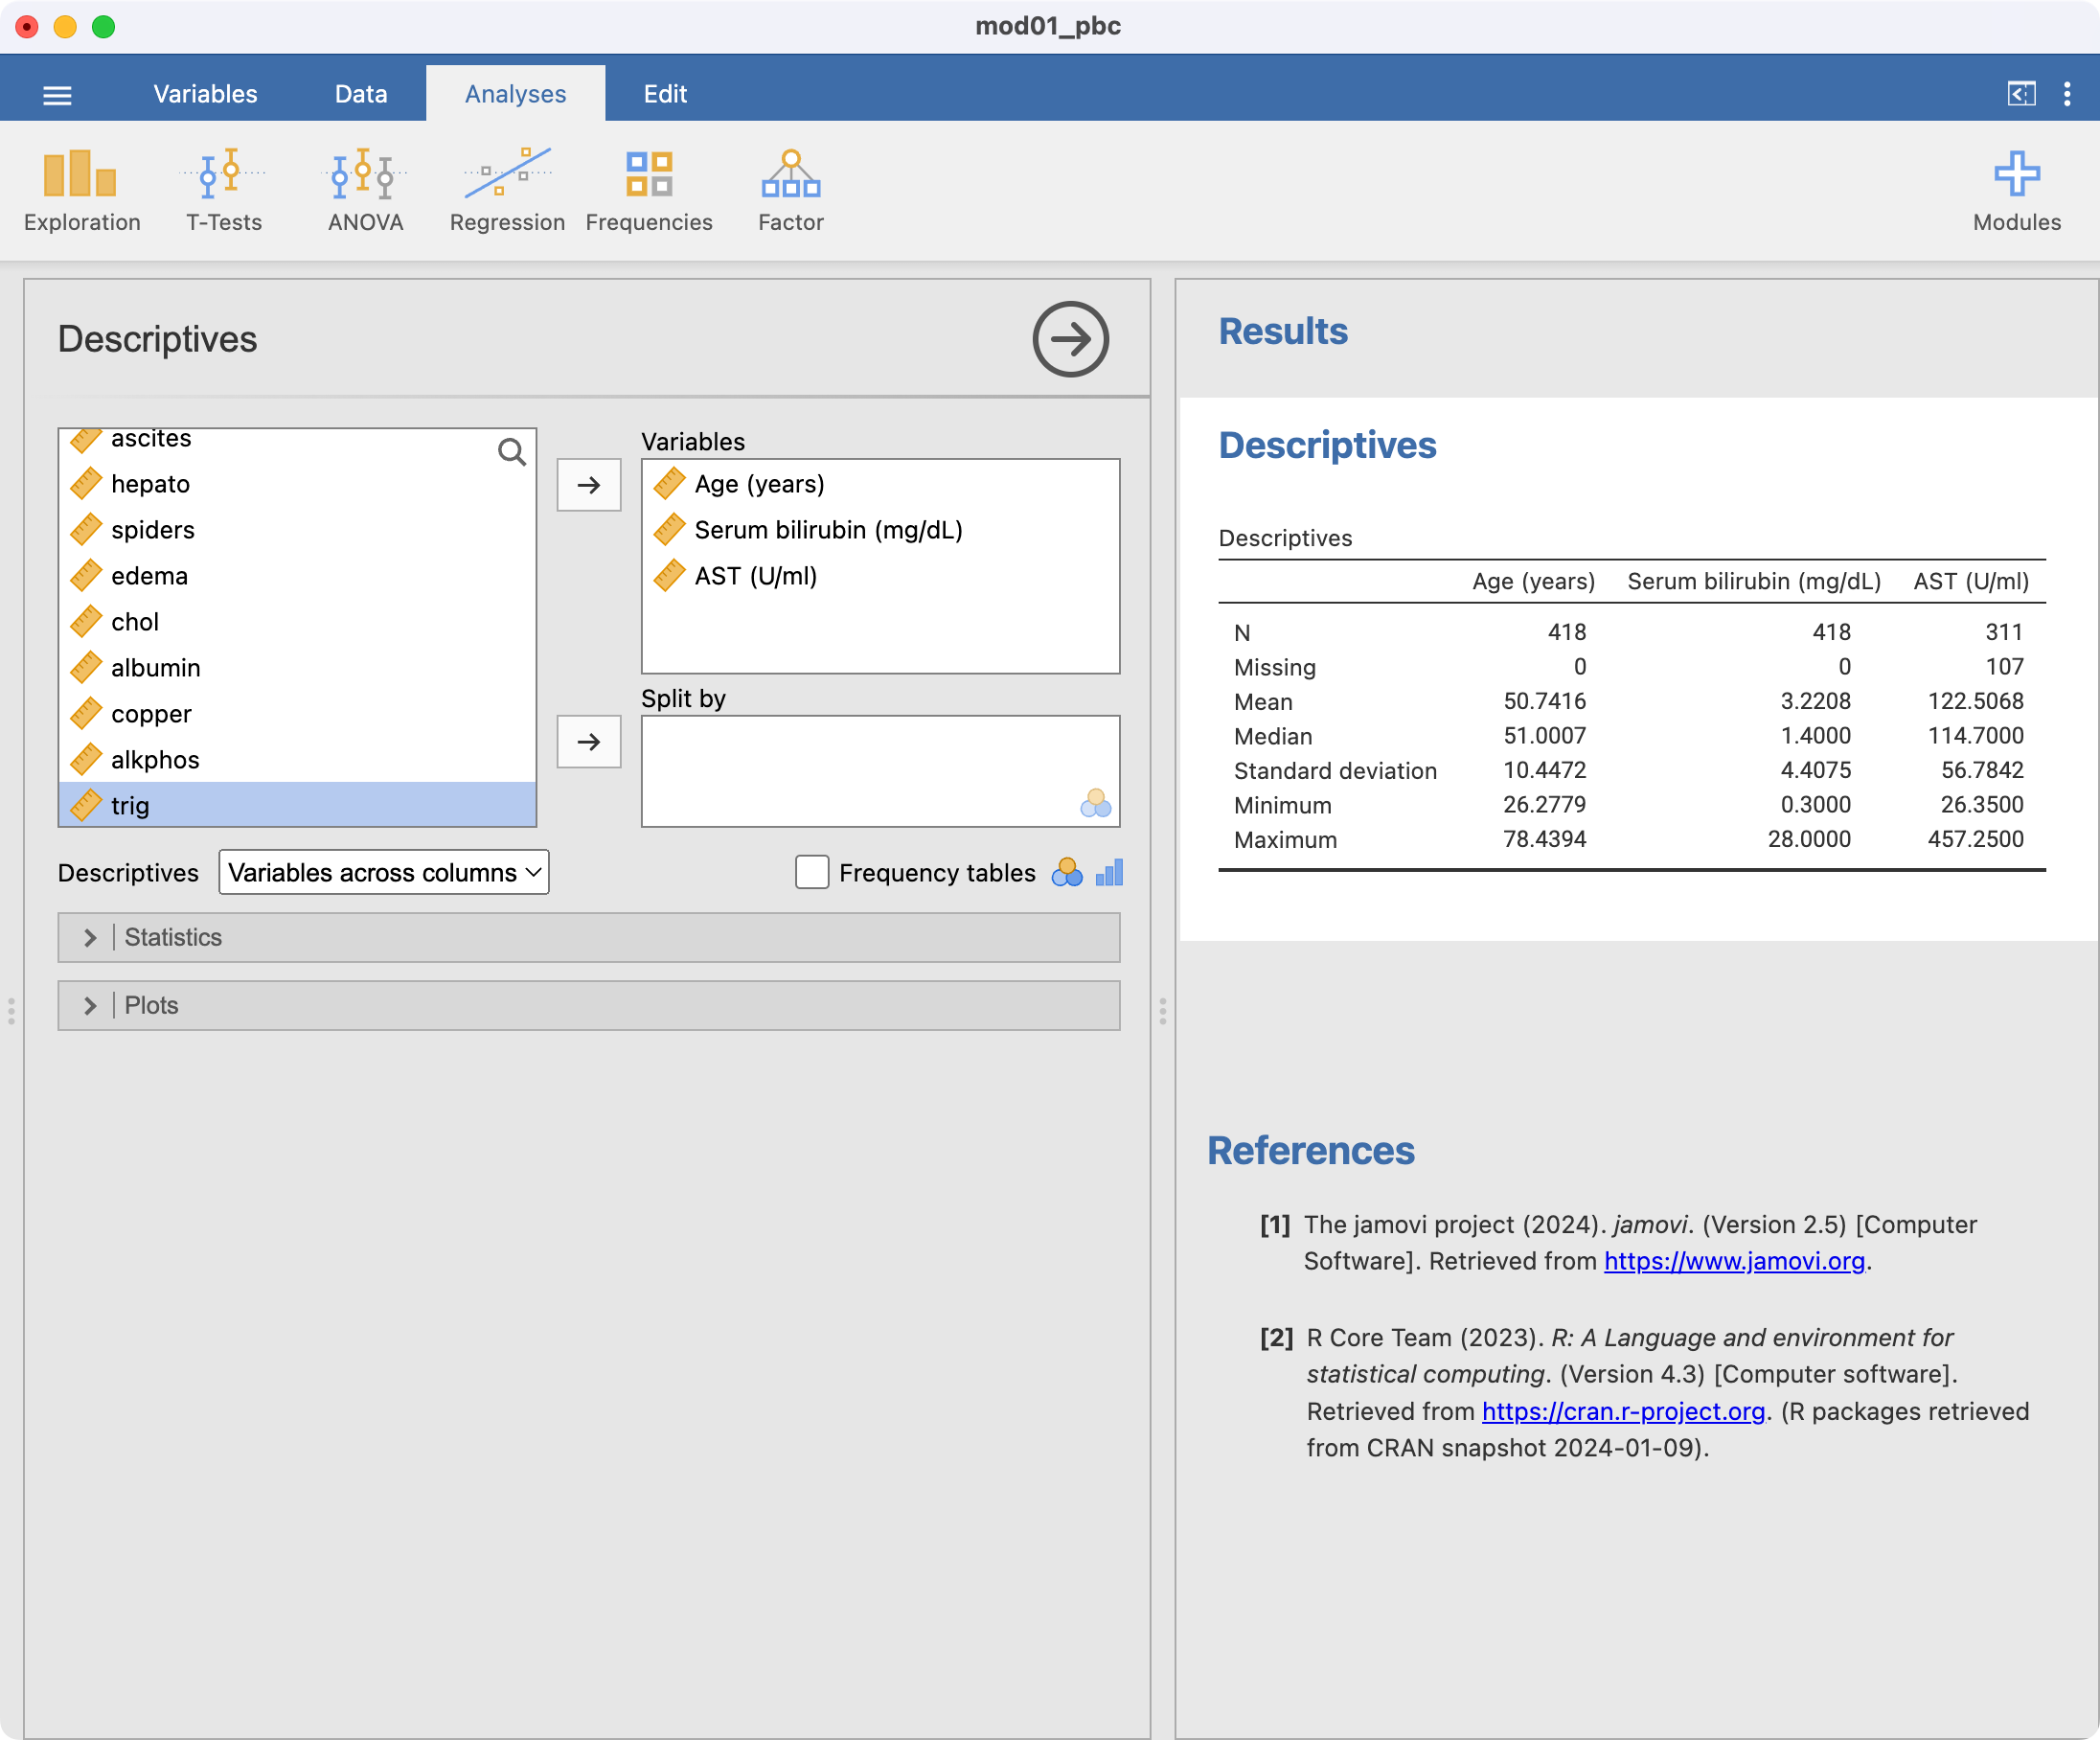 mod01_pbc
Variables Data Analyses Edit
Exploration T-Tests ANOVA Regression Frequencies Factor Modules
Descriptives
ascites
hepato
spiders
edema
chol
albumin
copper
alkphos
trig
Variables
Age (years)
Serum bilirubin (mg/dL)
AST (U/ml)
Split by
Descriptives Variables across columns Frequency tables
Statistics
Plots
Results
Descriptives
Descriptives
Age (years) Serum bilirubin (mg/dL) AST (U/ml)
N 418 418 311
Missing 0 0 107
Mean 50.7416 3.2208 122.5068
Median 51.0007 1.4000 114.7000
Standard deviation 10.4472 4.4075 56.7842
Minimum 26.2779 0.3000 26.3500
Maximum 78.4394 28.0000 457.2500
References
[1] The jamovi project (2024). jamovi. (Version 2.5) [Computer
Software]. Retrieved from https://www.jamovi.org.
[2] R Core Team (2023). R: A Language and environment for
statistical computing. (Version 4.3) [Computer software].
Retrieved from https://cran.r-project.org. (R packages retrieved
from CRAN snapshot 2024-01-09).